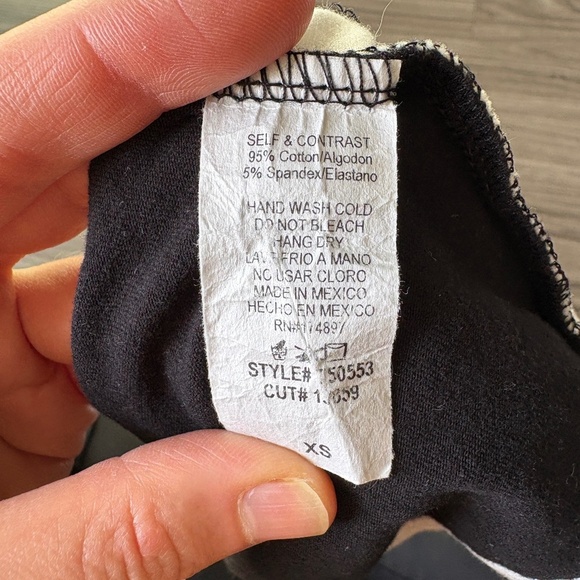 SELF & CONTRAST
95% Cotton/Algodon
5% Spandex/Elastano
HAND WASH COLD
DO NOT BLEACH
HANG DRY
FRIO A MANO
NO USAR CLORO
MADE IN MEXICO
HECHO EN MEXICO
STYLE#
CUT#
XS